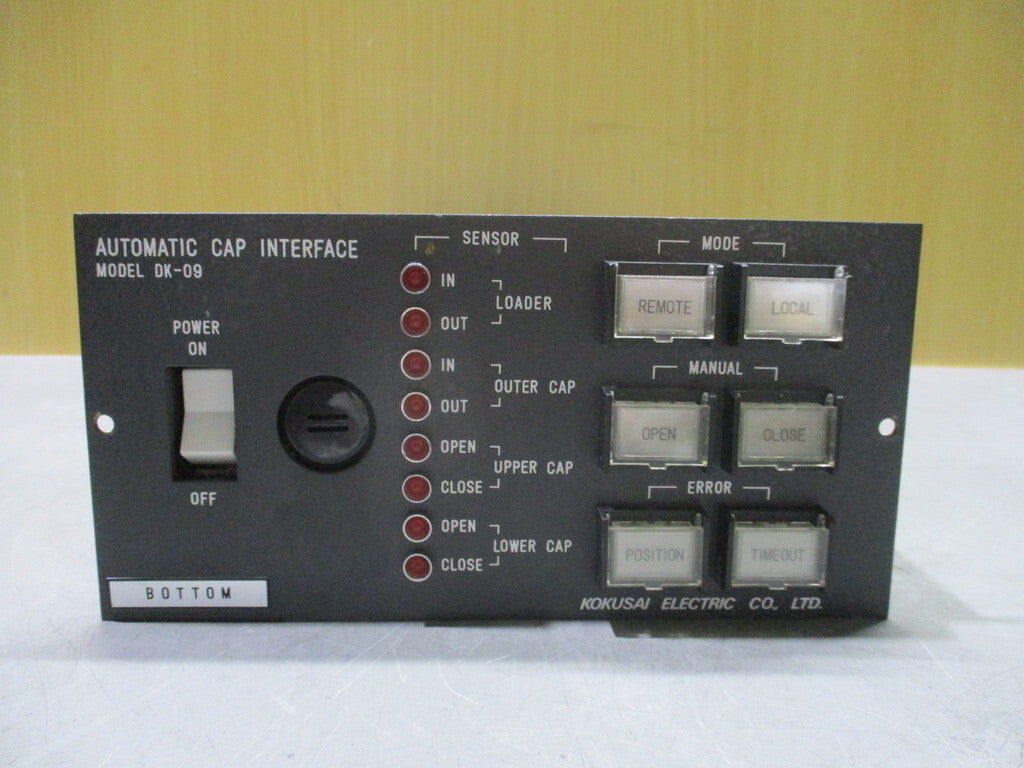 AUTOMATIC CAP INTERFACE
MODEL DK-09
POWER
ON
OFF
BOTTOM
SENSOR
IN
OUT
LOADER
IN
OUT
OUTER CAP
OPEN
CLOSE
UPPER CAP
OPEN
CLOSE
LOWER CAP
MODE
REMOTE LOCAL
MANUAL
OPEN CLOSE
ERROR
POSITION TIMEOUT
KOKUSAI ELECTRIC CO., LTD.